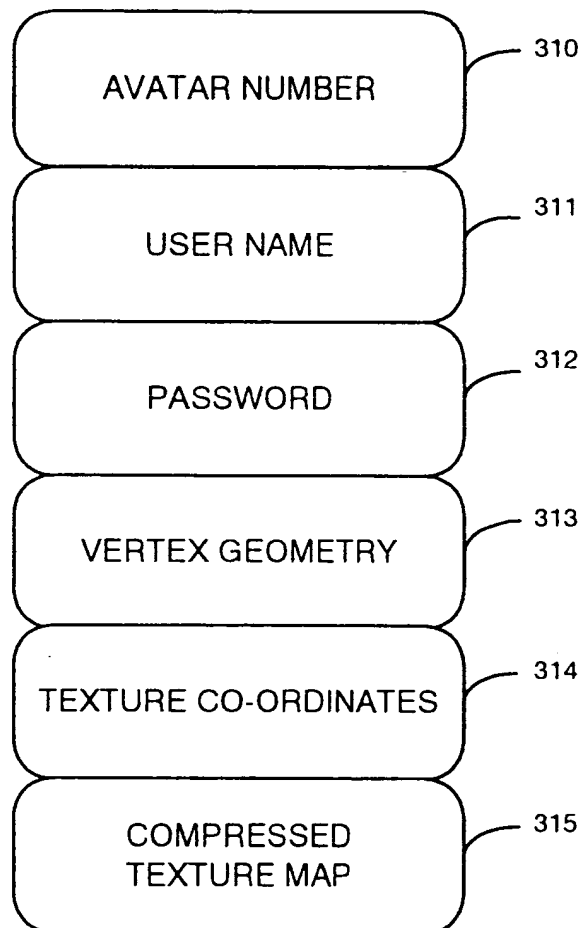 AVATAR NUMBER
310
USER NAME
311
PASSWORD
312
VERTEX GEOMETRY
313
TEXTURE CO-ORDINATES
314
COMPRESSED
TEXTURE MAP
315